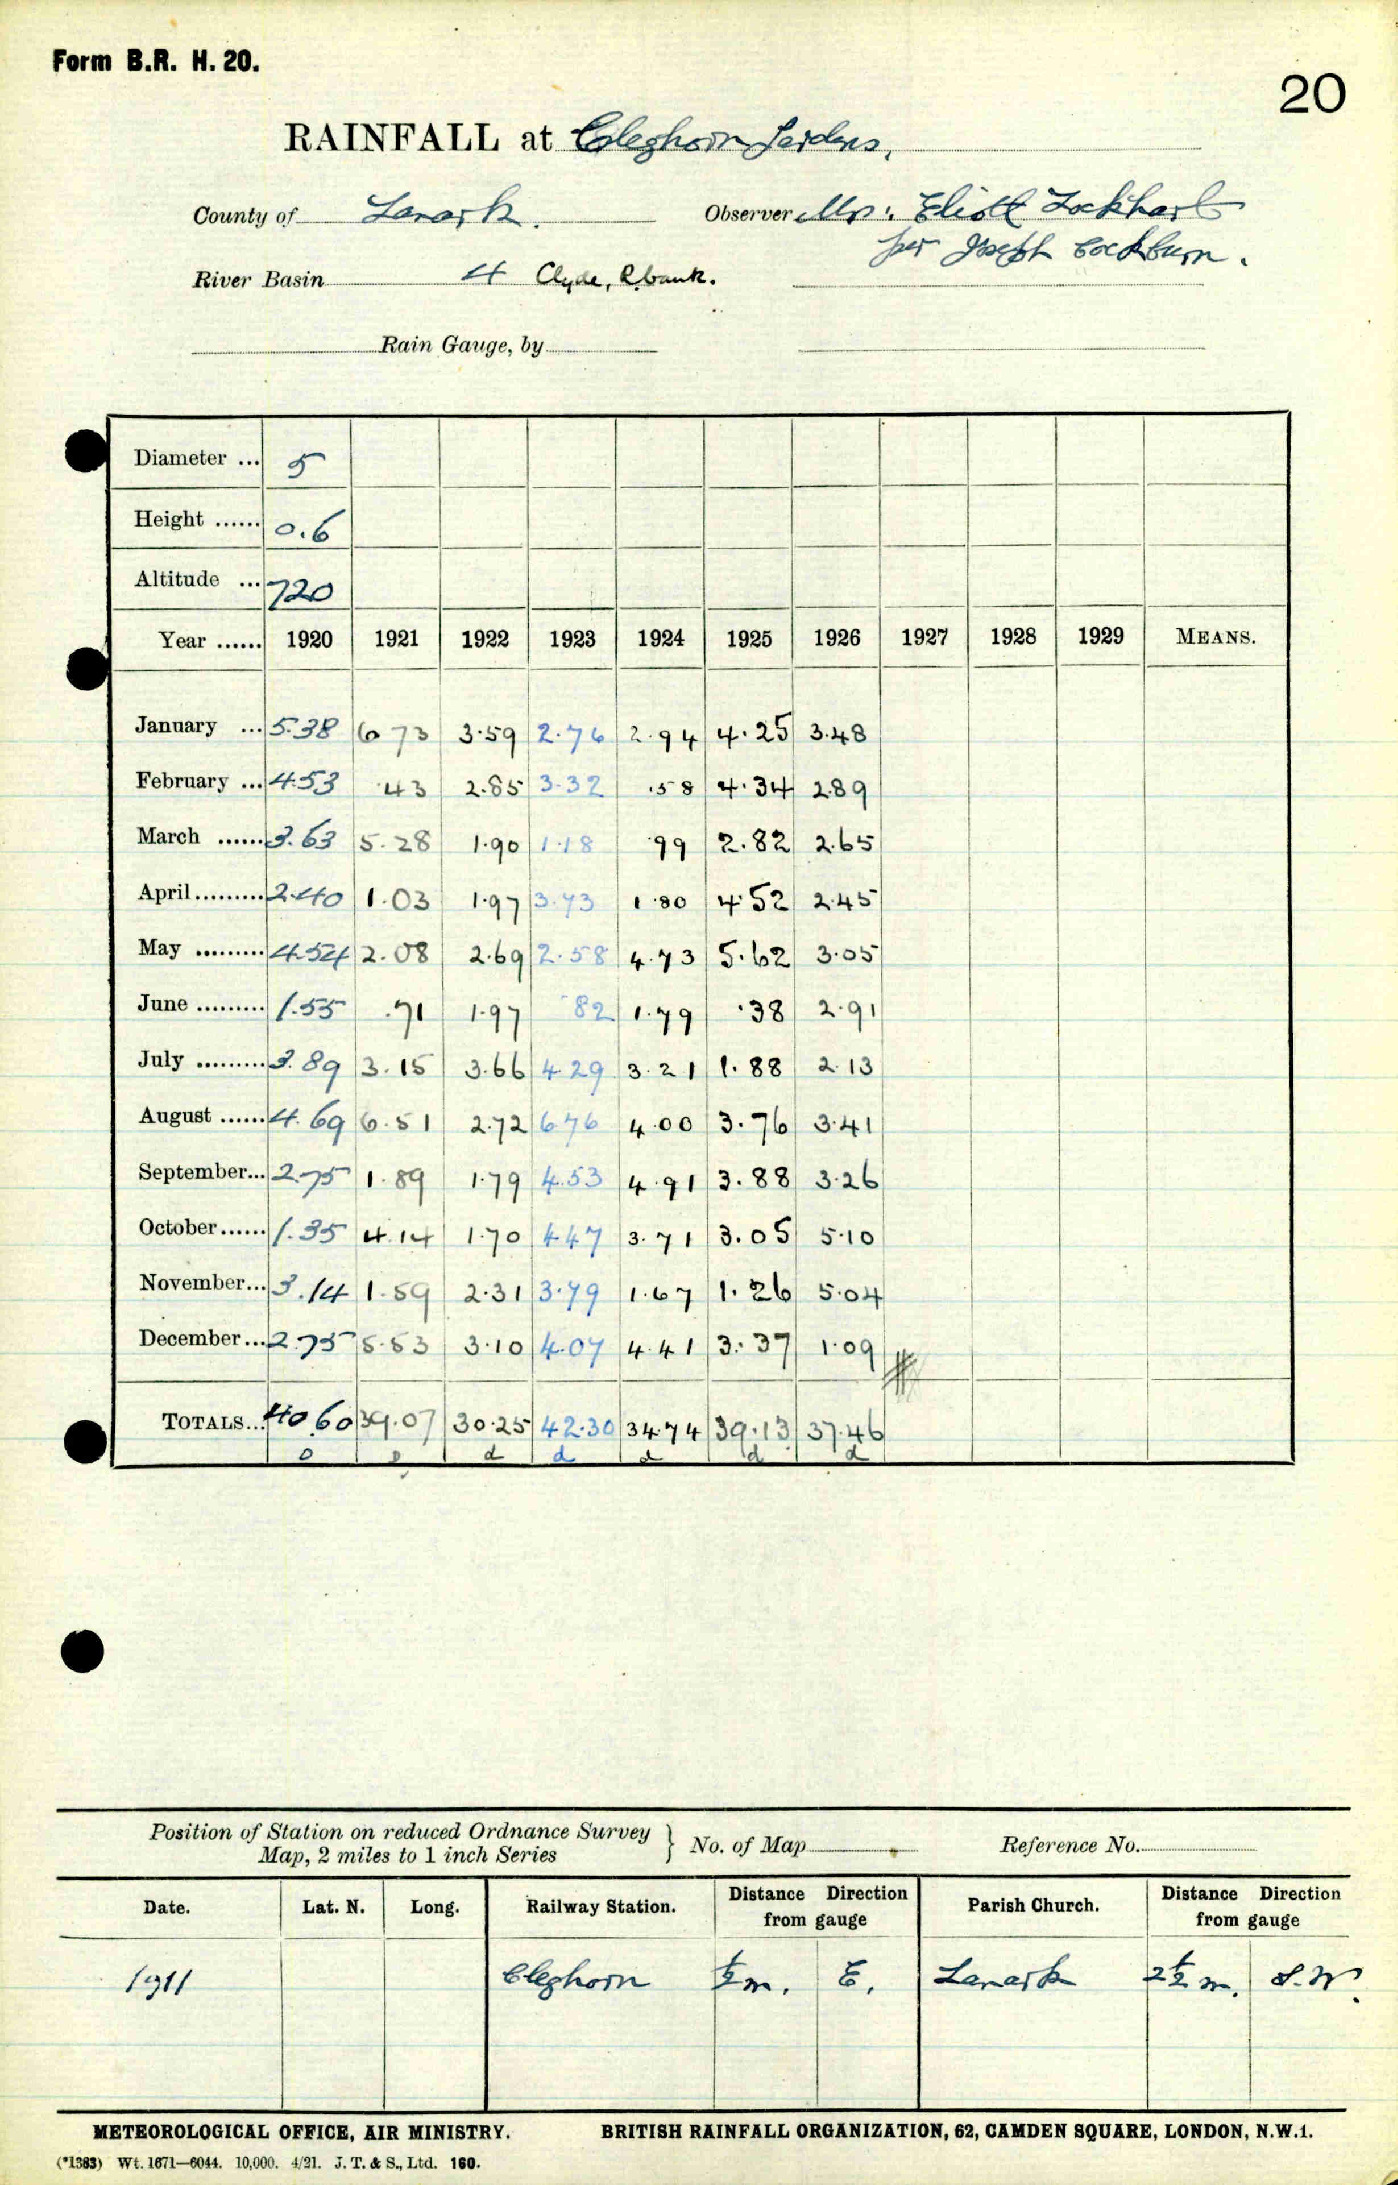 Form B.R. H. 20.
20
RAINFALL at Cleghorn Gardens.
County of Lanark. Observer Mrs. Eliott Lockhart
per Joseph Cockburn.
River Basin 4 Clyde, R. bank.
Rain Gauge, by
Diameter ... 5
Height ...... 0.6
Altitude ... 720
Year ...... 1920 1921 1922 1923 1924 1925 1926 1927 1928 1929 MEANS.
January ... 5.38 6 73 3.59 2.76 2.94 4.25 3.48
February ... 4.53 .43 2.85 3.32 .58 4.34 2.89
March ...... 3.63 5.28 1.90 1.18 .99 2.82 2.65
April ......... 2.40 1.03 1.97 3.73 1.80 4.52 2.45
May ......... 4.54 2.08 2.69 2.58 4.73 5.62 3.05
June ......... 1.55 .71 1.97 .82 1.79 .38 2.91
July ......... 3.89 3.15 3.66 4.29 3.21 1.88 2.13
August ...... 4.69 6.51 2.72 6.76 4.00 3.76 3.41
September... 2.75 1.89 1.79 4.53 4.91 3.88 3.26
October...... 1.35 4.14 1.70 4.47 3.71 3.05 5.10
November... 3.14 1.59 2.31 3.79 1.67 1.26 5.04
December... 2.75 5.53 3.10 4.07 4.41 3.37 1.09
TOTALS... 40.60 39.07 30.25 42.30 34.74 39.13 37.46
d d d d d
Position of Station on reduced Ordnance Survey
Map, 2 miles to 1 inch Series } No. of Map Reference No.
Date. Lat. N. Long. Railway Station. Distance Direction from gauge Parish Church. Distance Direction from gauge
1911 Cleghorn ½ m. E. Lanark 2½ m. S.W.
METEOROLOGICAL OFFICE, AIR MINISTRY. BRITISH RAINFALL ORGANIZATION, 62, CAMDEN SQUARE, LONDON, N.W.1.
(*1383) Wt. 1671—6044. 10,000. 4/21. J. T. & S., Ltd. 160.